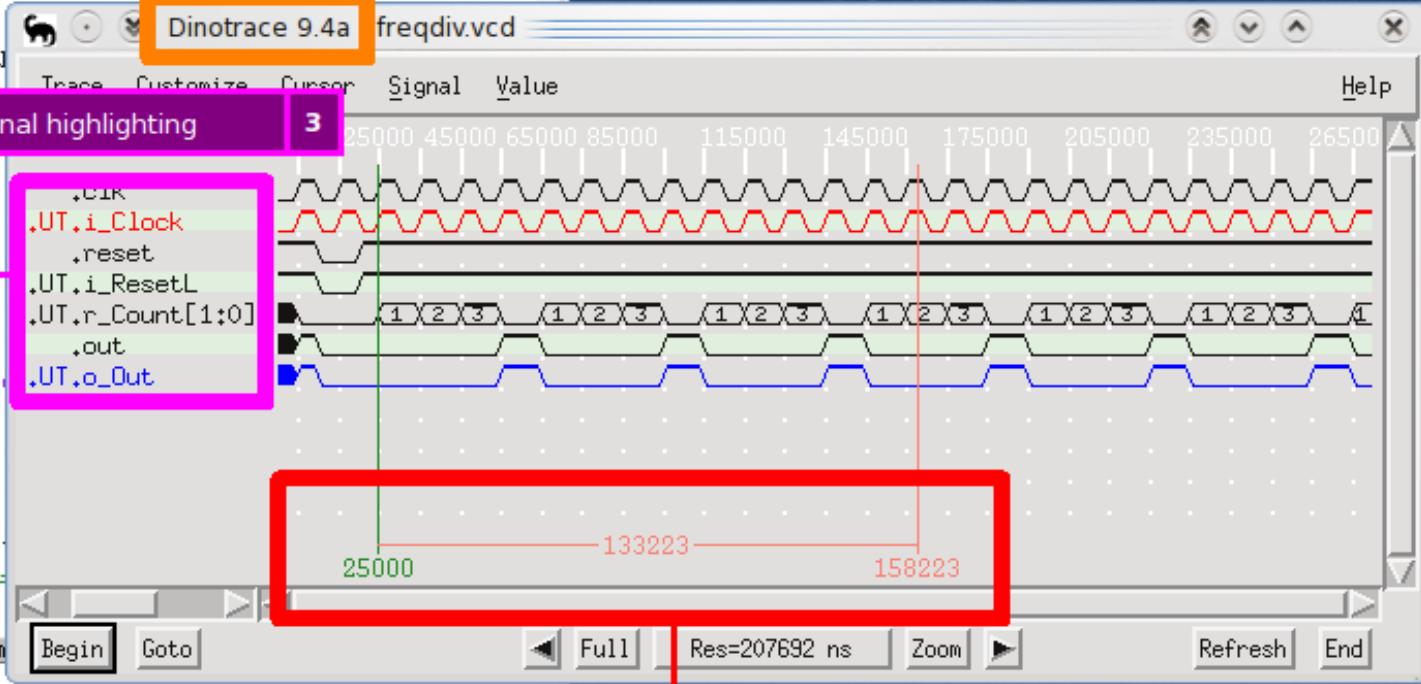 Dinotrace 9.4a freqdiv.vcd
Trace Customize Cursor Signal Value Help
nal highlighting 3
25000 45000 65000 85000 115000 145000 175000 205000 235000 26500
.clk
.UT.i_Clock
.reset
.UT.i_ResetL
.UT.r_Count[1:0] 1 2 3 1 2 3 1 2 3 1 2 3 1 2 3 1 2 3 1
.out
.UT.o_Out
133223
25000 158223
Begin Goto Full Res=207692 ns Zoom Refresh End